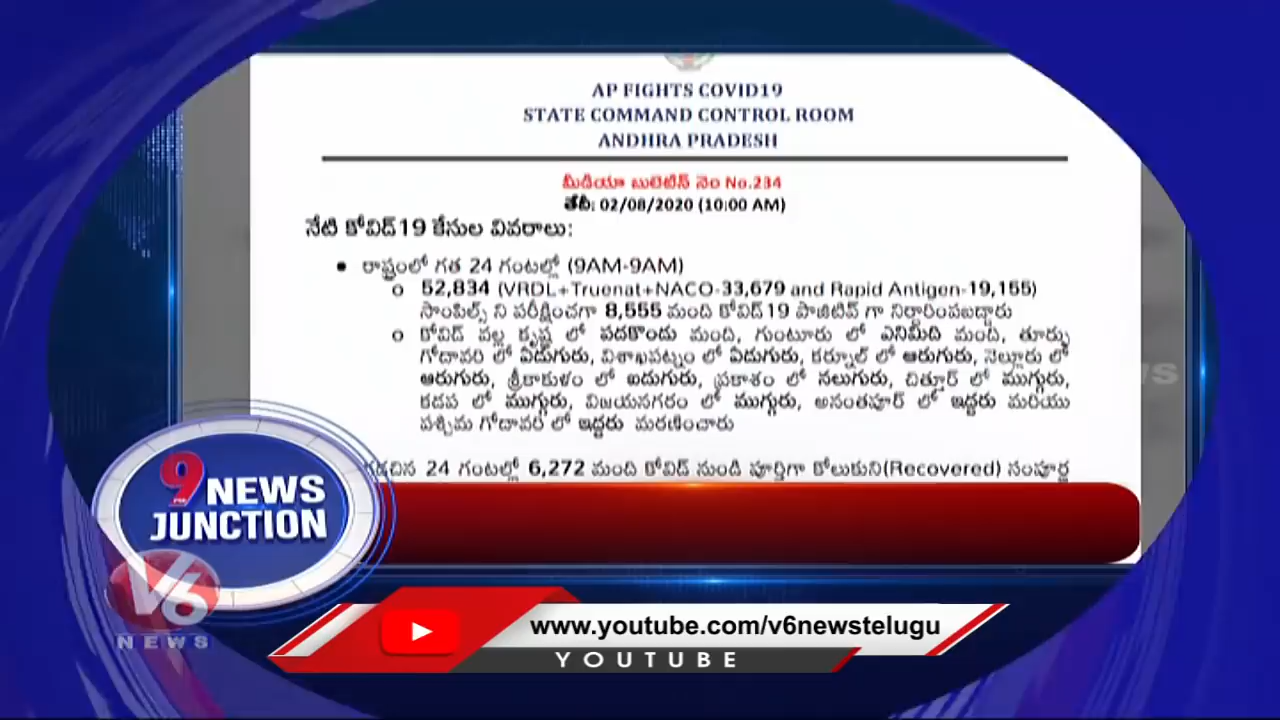 AP FIGHTS COVID19
STATE COMMAND CONTROL ROOM
ANDHRA PRADESH
మీడియా బులెటిన్ నెం No.234
తేదీ: 02/08/2020 (10:00 AM)
నేటి కోవిడ్19 కేసుల వివరాలు:
• రాష్ట్రంలో గత 24 గంటల్లో (9AM-9AM)
o 52,834 (VRDL+Truenat+NACO-33,679 and Rapid Antigen-19,155)
సాంపిల్స్ ని పరీక్షించగా 8,555 మంది కోవిడ్19 పాజిటివ్ గా నిర్ధారింపబడ్డారు
o కోవిడ్ వల్ల కృష్ణ లో పదకొండు మంది, గుంటూరు లో ఎనిమిది మంది, తూర్పు
గోదావరి లో ఏడుగురు, విశాఖపట్నం లో ఏడుగురు, కర్నూల్ లో ఆరుగురు, నెల్లూరు లో
ఆరుగురు, శ్రీకాకుళం లో ఐదుగురు, ప్రకాశం లో నలుగురు, చిత్తూర్ లో ముగ్గురు,
కడప లో ముగ్గురు, విజయనగరం లో ముగ్గురు, అనంతపూర్ లో ఇద్దరు మరియు
పశ్చిమ గోదావరి లో ఇద్దరు మరణించారు
గడచిన 24 గంటల్లో 6,272 మంది కోవిడ్ నుండి పూర్తిగా కోలుకుని(Recovered) సంపూర్ణ
9 PM NEWS
JUNCTION
V6
NEWS
www.youtube.com/v6newstelugu
YOUTUBE